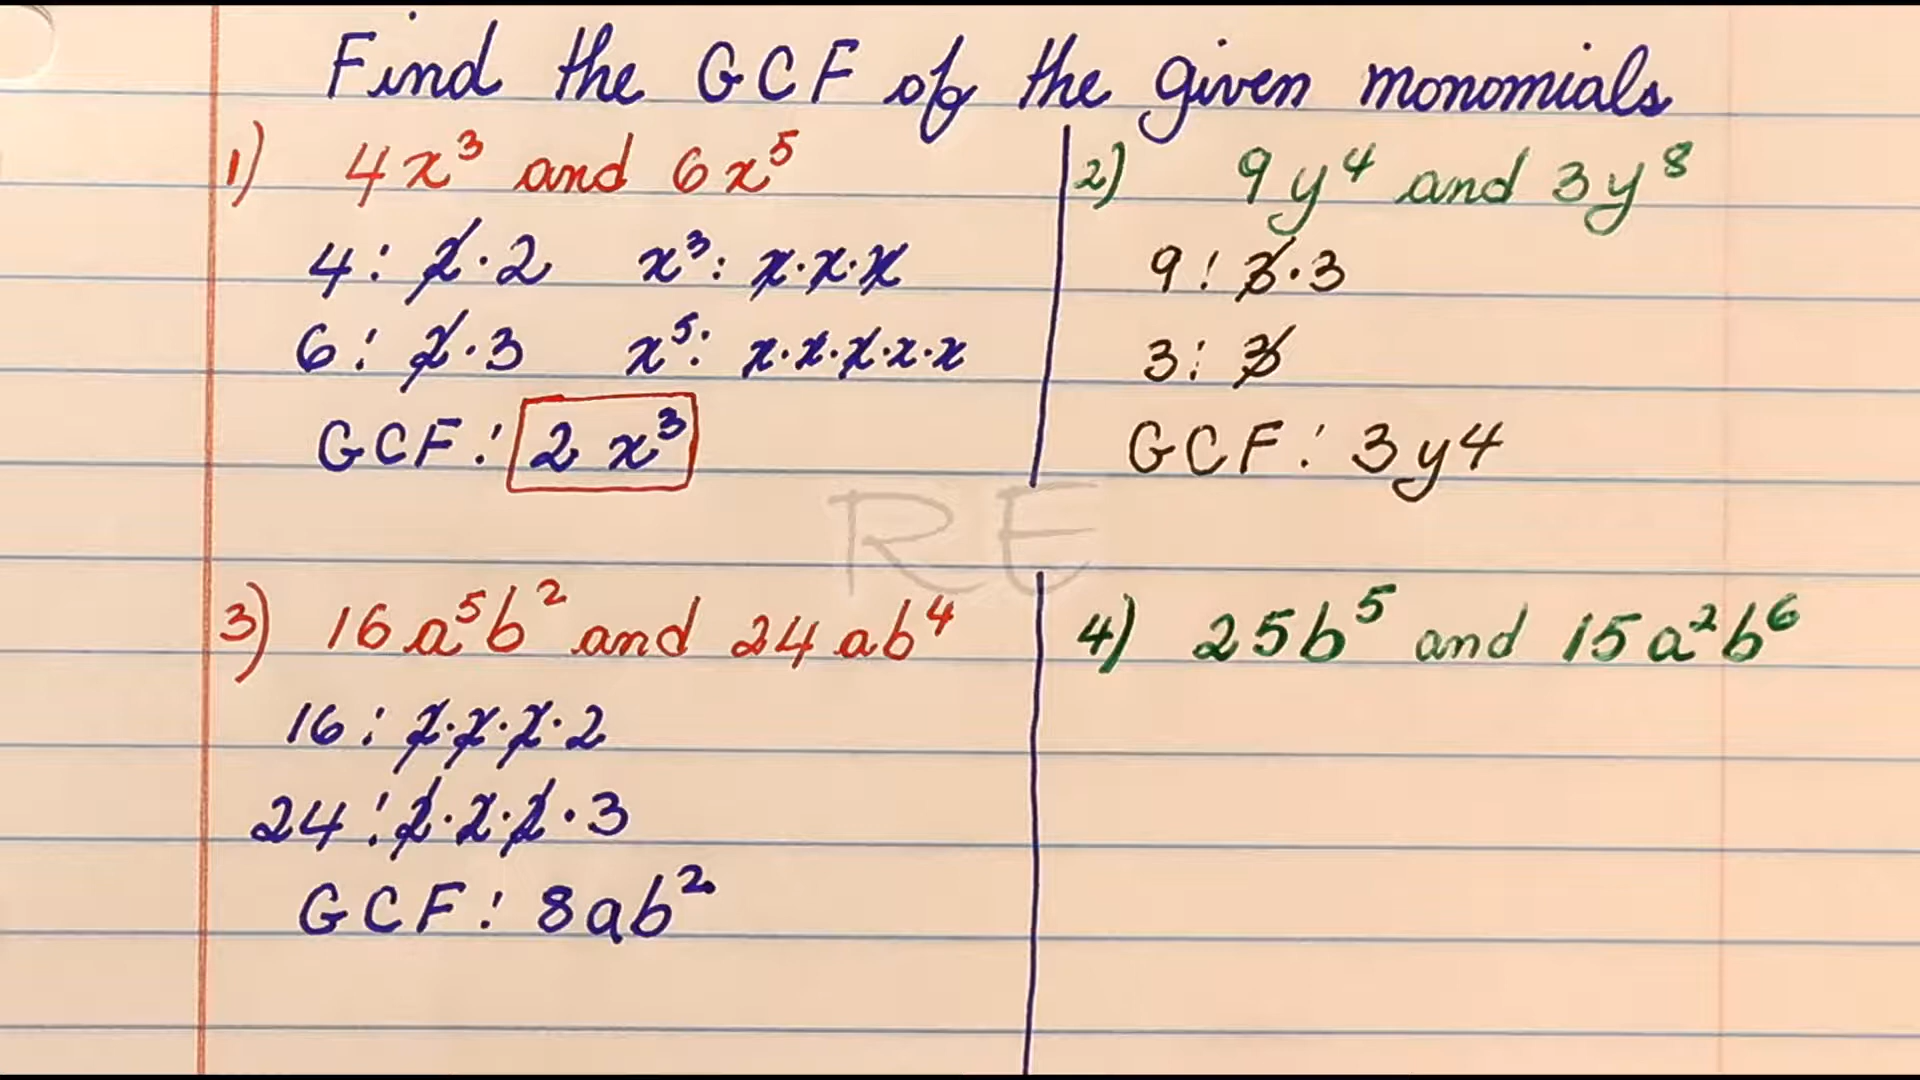 Find the GCF of the given monomials
1) 4x³ and 6x⁵
4: 2·2 x³: x·x·x
6: 2·3 x⁵: x·x·x·x·x
GCF: 2x³
2) 9y⁴ and 3y⁸
9: 3·3
3: 3
GCF: 3y4
RE
3) 16a⁵b² and 24ab⁴
16: 2·2·2·2
24: 2·2·2·3
GCF: 8ab²
4) 25b⁵ and 15a²b⁶